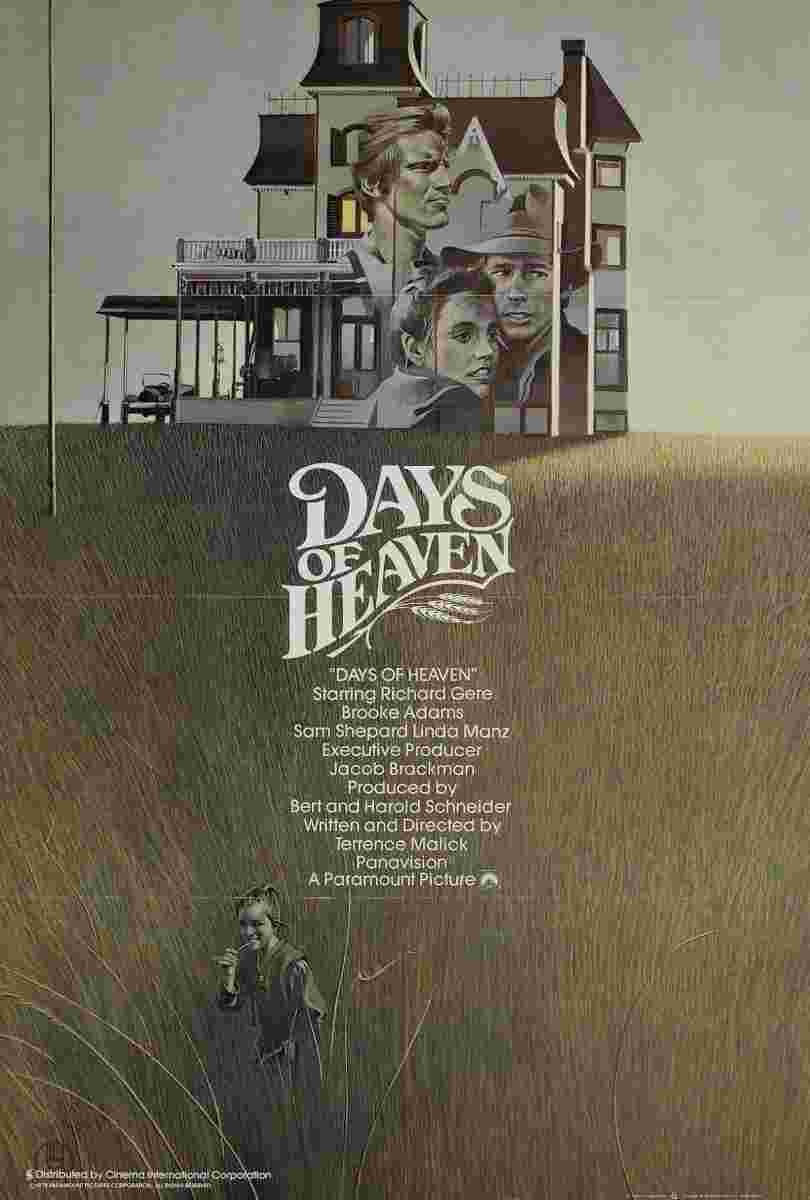 DAYS
OF
HEAVEN
"DAYS OF HEAVEN"
Starring Richard Gere
Brooke Adams
Sam Shepard Linda Manz
Executive Producer
Jacob Brackman
Produced by
Bert and Harold Schneider
Written and Directed by
Terrence Malick
Panavision®
A Paramount Picture
Distributed by Cinema International Corporation